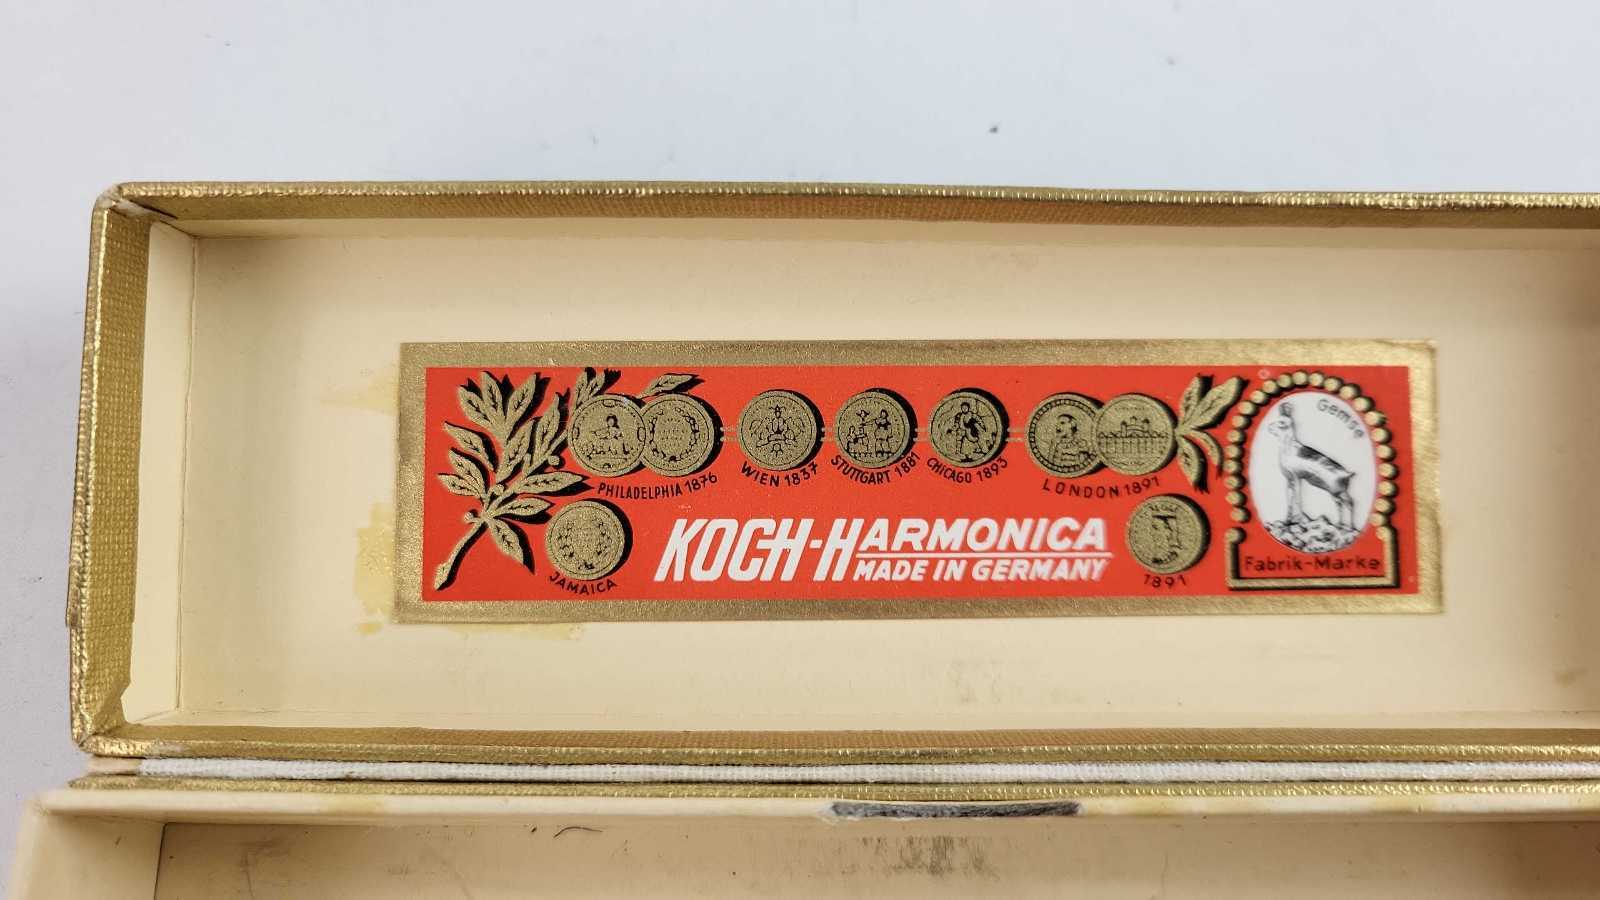 PHILADELPHIA 1876
WIEN 1837
STUTTGART 1881
CHICAGO 1893
LONDON 1891
Gemse
JAMAICA
KOCH-HARMONICA
MADE IN GERMANY
1891
Fabrik-Marke